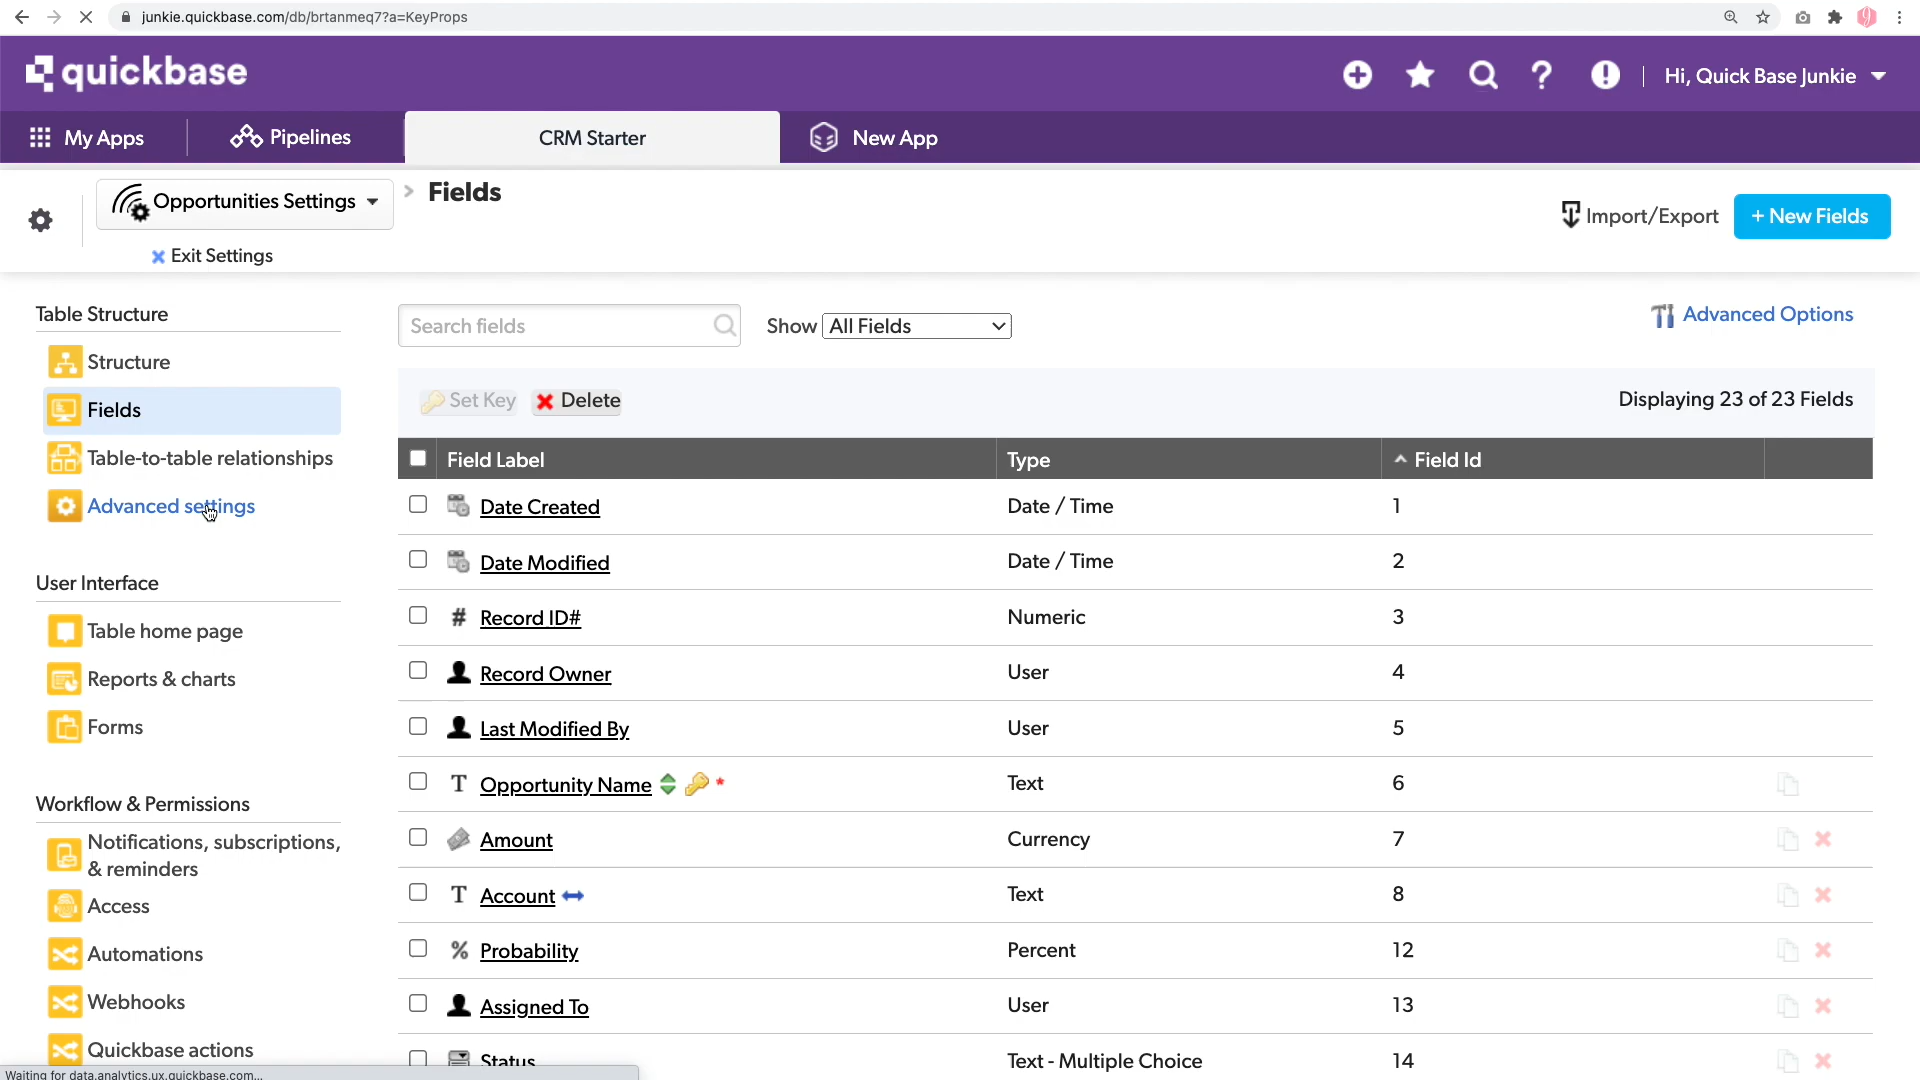 junkie.quickbase.com/db/brtanmeq7?a=KeyProps
quickbase
Hi, Quick Base Junkie
My Apps
Pipelines
CRM Starter
New App
Opportunities Settings
> Fields
Exit Settings
Import/Export
+ New Fields
Table Structure
Structure
Fields
Table-to-table relationships
Advanced settings
User Interface
Table home page
Reports & charts
Forms
Workflow & Permissions
Notifications, subscriptions,
& reminders
Access
Automations
Webhooks
Quickbase actions
Search fields
Show All Fields
Advanced Options
Set Key
Delete
Displaying 23 of 23 Fields
Field Label Type Field Id
Date Created Date / Time 1
Date Modified Date / Time 2
# Record ID# Numeric 3
Record Owner User 4
Last Modified By User 5
T Opportunity Name * Text 6
Amount Currency 7
T Account Text 8
% Probability Percent 12
Assigned To User 13
Status Text - Multiple Choice 14
Waiting for data.analytics.ux.quickbase.com...